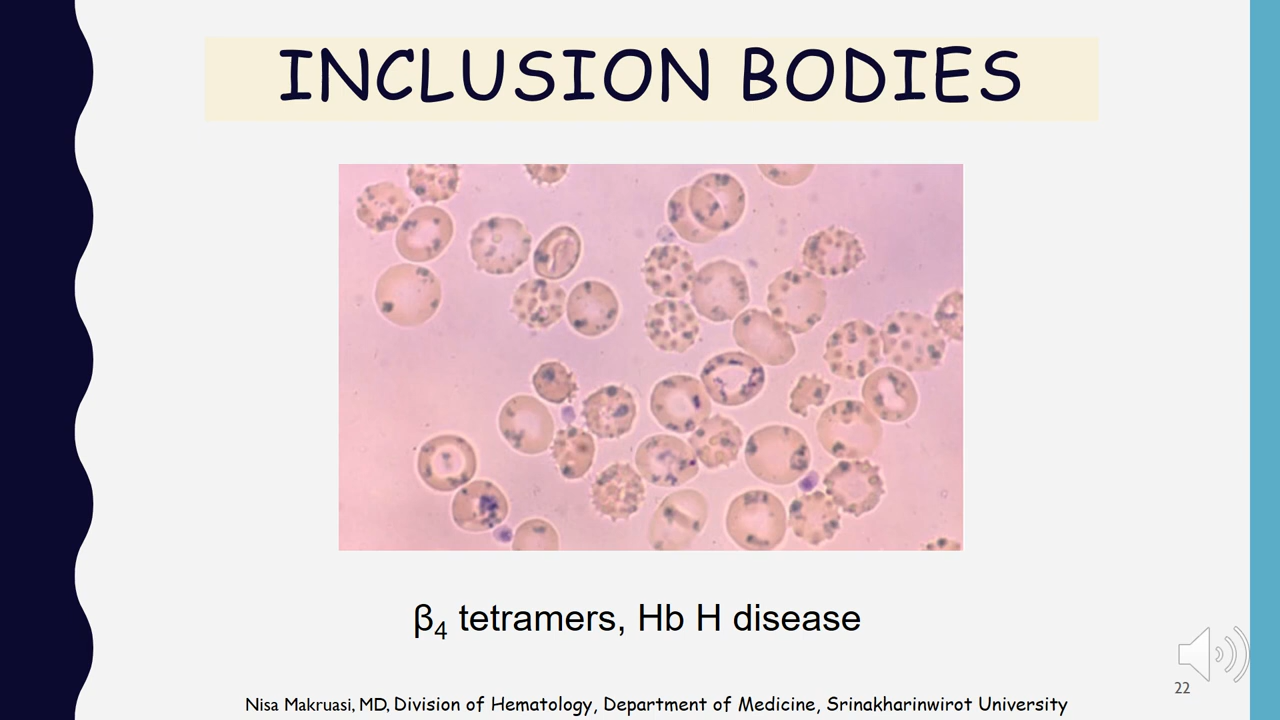 INCLUSION BODIES
β₄ tetramers, Hb H disease
22
Nisa Makruasi, MD, Division of Hematology, Department of Medicine, Srinakharinwirot University